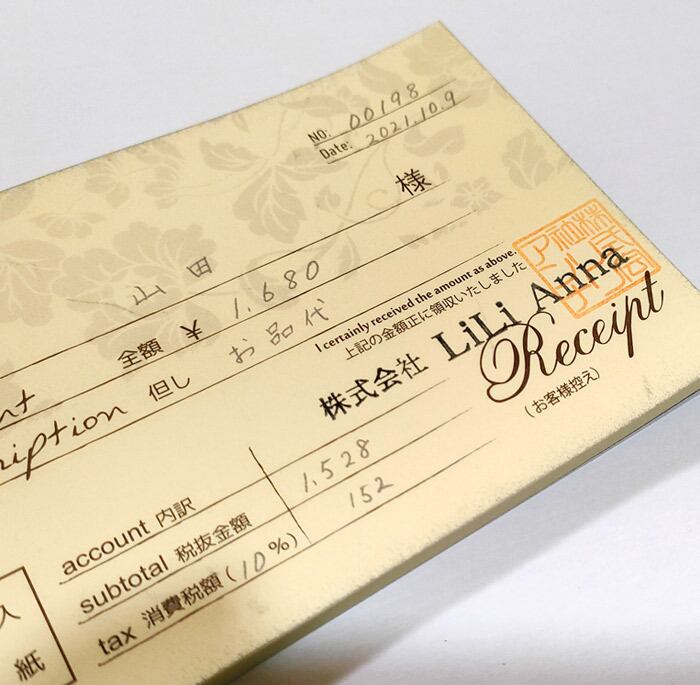 NO: 00198
Date: 2021.10.9
様
山田
全額 ¥ 1.680
ription 但し お品代
I certainly received the amount as above.
上記の金額正に領収いたしました
株式会社 LiLi Anna
Receipt
(お客様控え)
account 内訳
subtotal 税抜金額 1.528
tax 消費税額(10%) 152
入
紙